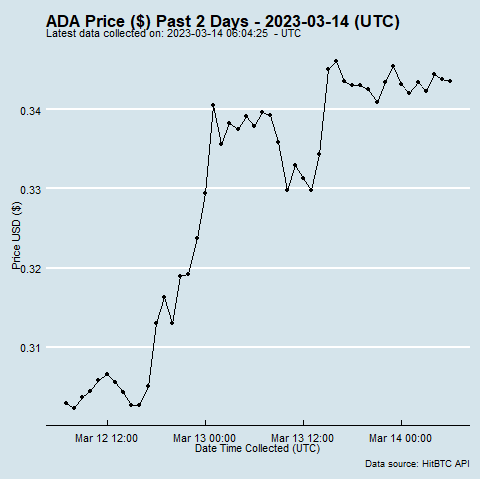 ADA Price ($) Past 2 Days - 2023-03-14 (UTC)
Latest data collected on: 2023-03-14 06:04:25  - UTC
Price USD ($)
0.34
0.33
0.32
0.31
Mar 12 12:00
Mar 13 00:00
Mar 13 12:00
Mar 14 00:00
Date Time Collected (UTC)
Data source: HitBTC API